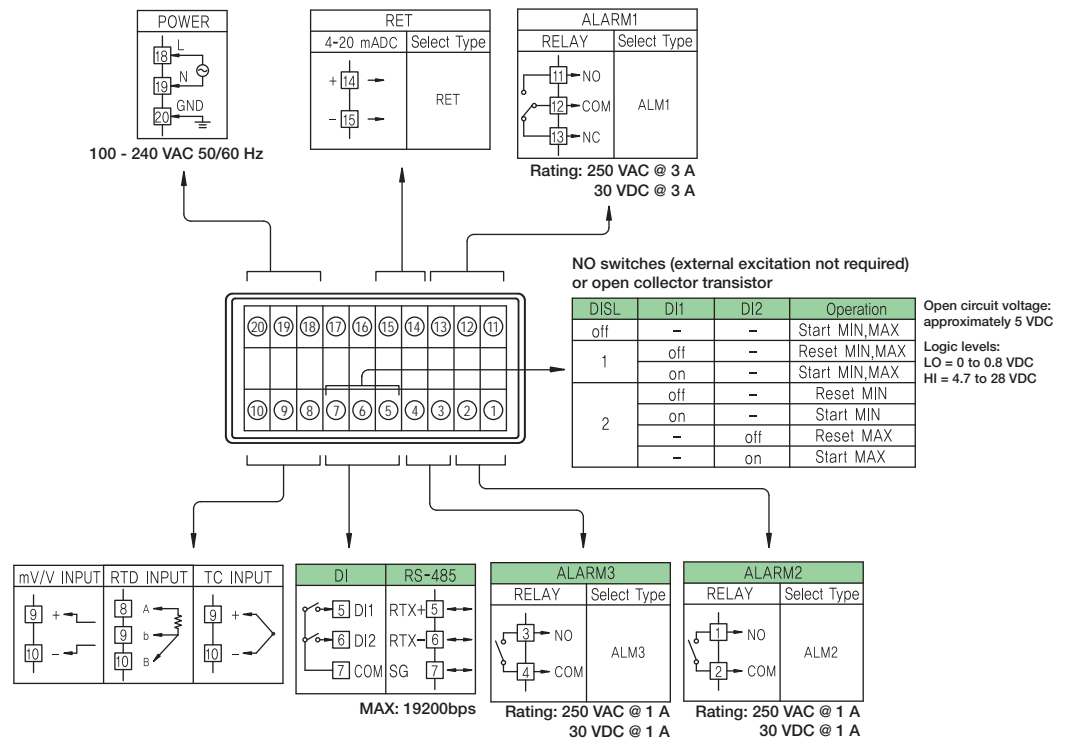 POWER
18 L
19 N
20 GND
100 - 240 VAC 50/60 Hz
RET
4-20 mADC Select Type
+ 14
- 15
RET
ALARM1
RELAY Select Type
11 NO
12 COM
13 NC
ALM1
Rating: 250 VAC @ 3 A
30 VDC @ 3 A
20 19 18 17 16 15 14 13 12 11
10 9 8 7 6 5 4 3 2 1
NO switches (external excitation not required)
or open collector transistor
DISL DI1 DI2 Operation
off – – Start MIN,MAX
1 off – Reset MIN,MAX
on – Start MIN,MAX
2 off – Reset MIN
on – Start MIN
– off Reset MAX
– on Start MAX
Open circuit voltage:
approximately 5 VDC
Logic levels:
LO = 0 to 0.8 VDC
HI = 4.7 to 28 VDC
mV/V INPUT RTD INPUT TC INPUT
9 +
10 -
8 A
9 b
10 B
9 +
10 -
DI RS-485
5 DI1 RTX+ 5
6 DI2 RTX- 6
7 COM SG 7
MAX: 19200bps
ALARM3
RELAY Select Type
3 NO
4 COM
ALM3
Rating: 250 VAC @ 1 A
30 VDC @ 1 A
ALARM2
RELAY Select Type
1 NO
2 COM
ALM2
Rating: 250 VAC @ 1 A
30 VDC @ 1 A